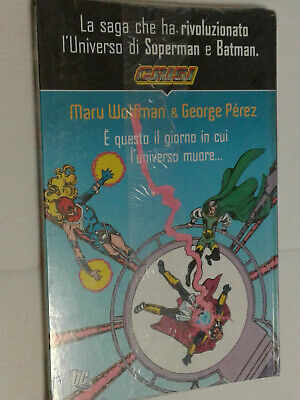 La saga che ha rivoluzionato
l'Universo di Superman e Batman.
CRISI
Marv Wolfman & George Pérez
È questo il giorno in cui
l'universo muore...
DC